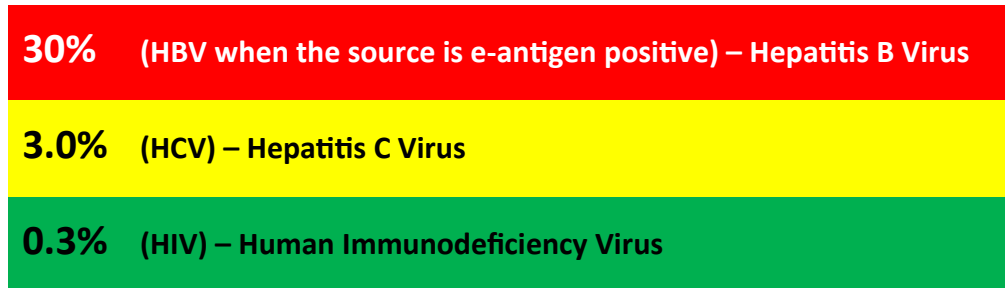 30% (HBV when the source is e-antigen positive) – Hepatitis B Virus
3.0% (HCV) – Hepatitis C Virus
0.3% (HIV) – Human Immunodeficiency Virus